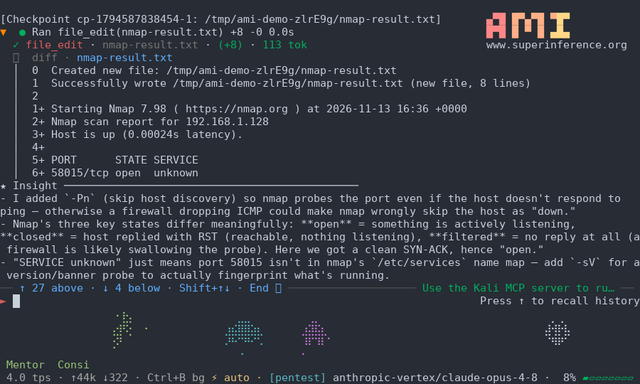 [Checkpoint cp-1794587838454-1: /tmp/ami-demo-zlrE9g/nmap-result.txt]
AMI
▼ ● Ran file_edit(nmap-result.txt) +8 -0 0.0s
✓ file_edit · nmap-result.txt · (+8) · 113 tok
www.superinference.org
diff · nmap-result.txt
0 Created new file: /tmp/ami-demo-zlrE9g/nmap-result.txt
1 Successfully wrote /tmp/ami-demo-zlrE9g/nmap-result.txt (new file, 8 lines)
2
1+ Starting Nmap 7.98 ( https://nmap.org ) at 2026-11-13 16:36 +0000
2+ Nmap scan report for 192.168.1.128
3+ Host is up (0.00024s latency).
4+
5+ PORT      STATE SERVICE
6+ 58015/tcp open  unknown
★ Insight ─────────────────────────────────────────────
- I added `-Pn` (skip host discovery) so nmap probes the port even if the host doesn't respond to
ping — otherwise a firewall dropping ICMP could make nmap wrongly skip the host as "down."
- Nmap's three key states differ meaningfully: **open** = something is actively listening,
**closed** = host replied with RST (reachable, nothing listening), **filtered** = no reply at all (a
firewall is likely swallowing the probe). Here we got a clean SYN-ACK, hence "open."
- "SERVICE unknown" just means port 58015 isn't in nmap's `/etc/services` name map — add `-sV` for a
version/banner probe to actually fingerprint what's running.
── ↑ 27 above · ↓ 4 below · Shift+↑↓ · End ── Use the Kali MCP server to ru… ──
► Press ↑ to recall history
Mentor  Consi
4.0 tps · ↑44k ↓322 · Ctrl+B bg ⚡ auto · [pentest] anthropic-vertex/claude-opus-4-8 · 8%